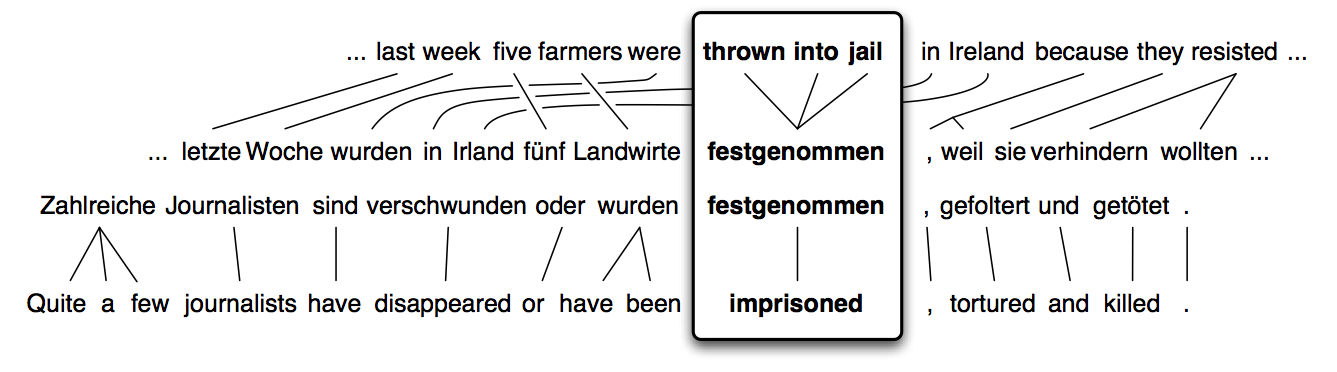 ... last week five farmers were thrown into jail in Ireland because they resisted ...
... letzte Woche wurden in Irland fünf Landwirte festgenommen , weil sie verhindern wollten ...
Zahlreiche Journalisten sind verschwunden oder wurden festgenommen , gefoltert und getötet .
Quite a few journalists have disappeared or have been imprisoned , tortured and killed .